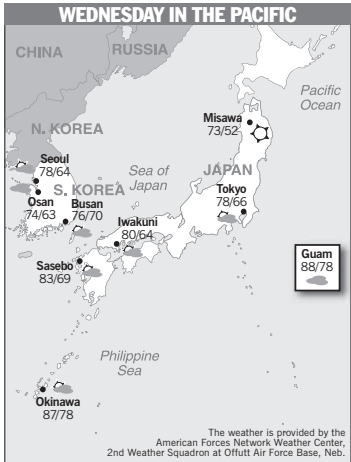 WEDNESDAY IN THE PACIFIC
CHINA
RUSSIA
Pacific
Ocean
Misawa
73/52
N. KOREA
Seoul
78/64
Sea of
Japan
JAPAN
S. KOREA
Tokyo
78/66
Osan
74/63
Busan
76/70
Iwakuni
80/64
Guam
88/78
Sasebo
83/69
Philippine
Sea
Okinawa
87/78
The weather is provided by the
American Forces Network Weather Center,
2nd Weather Squadron at Offutt Air Force Base, Neb.